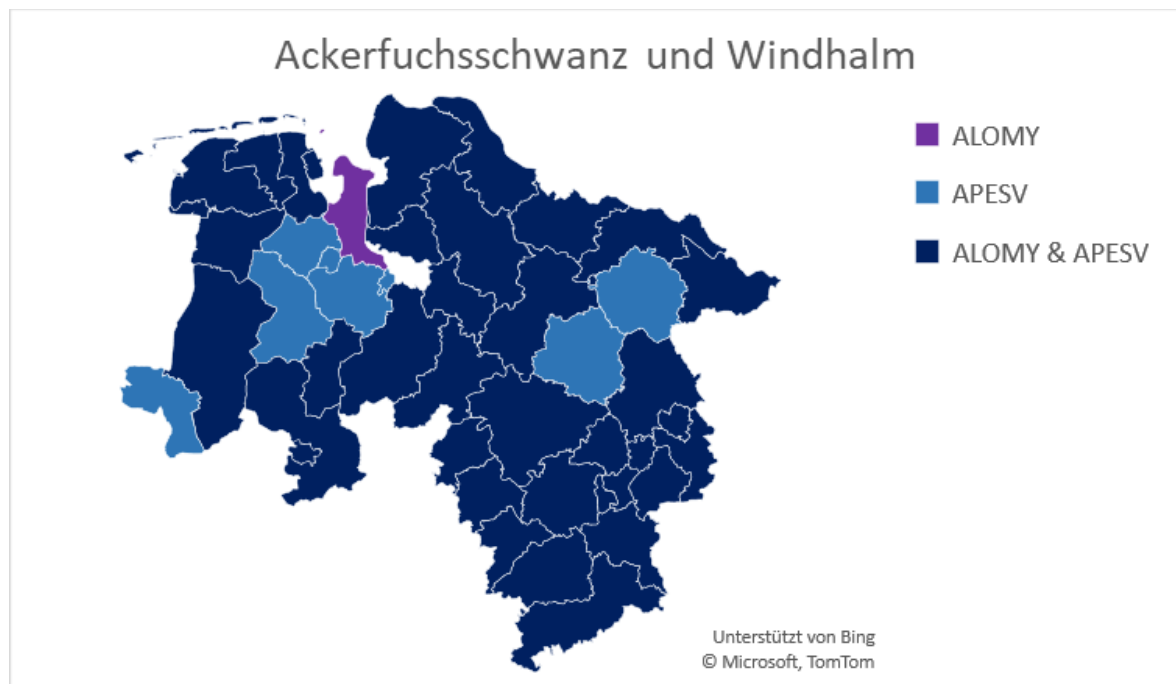 Ackerfuchsschwanz und Windhalm
ALOMY
APESV
ALOMY & APESV
Unterstützt von Bing
© Microsoft, TomTom